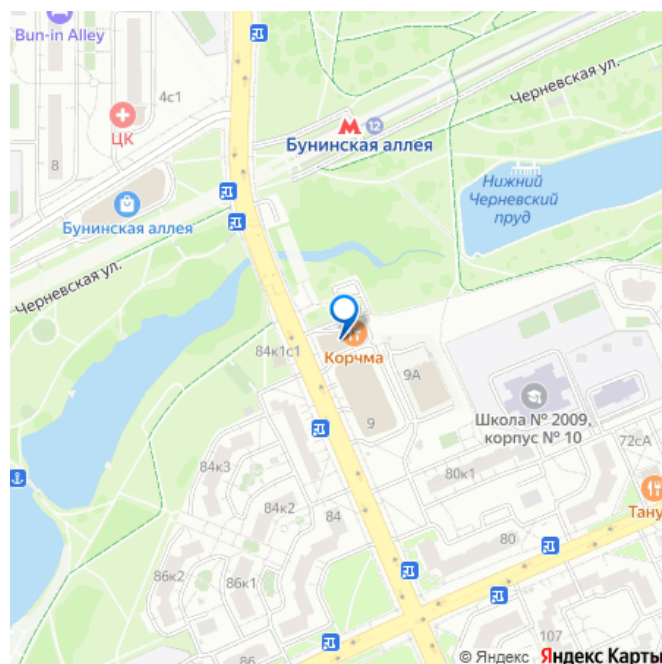 Bun-in Alley
4с1
ЦК
8
Бунинская аллея
Черневская ул.
М
12
Бунинская аллея
Черневская ул.
Нижний
Черневский
пруд
84к1с1
Корчма
9А
9
Школа № 2009,
корпус № 10
72сА
Тану
84к3
84к2
84
80к1
80
86к2
86к1
86
107
© Яндекс Яндекс Карты